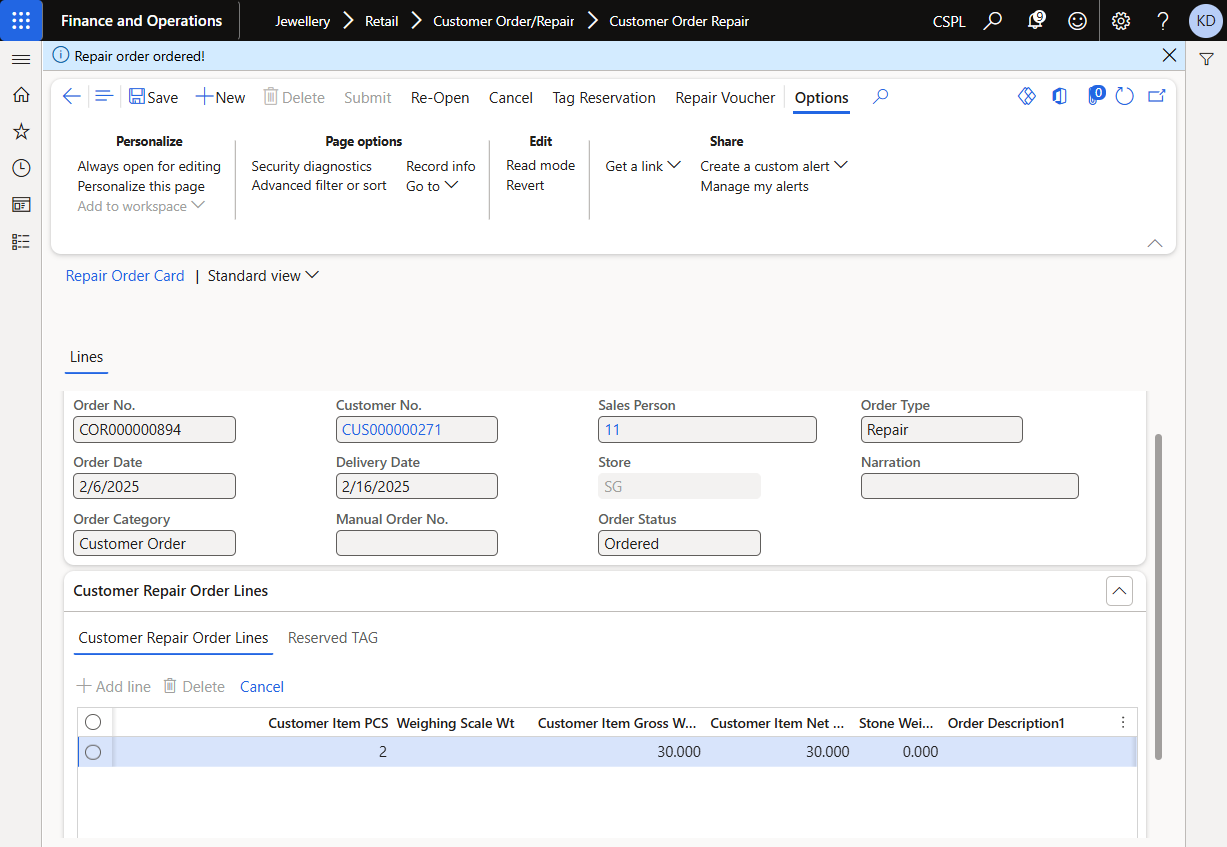 Finance and Operations Jewellery Retail Customer Order/Repair Customer Order Repair CSPL 9 ? KD
Repair order ordered!
Save New Delete Submit Re-Open Cancel Tag Reservation Repair Voucher Options 0
Personalize Page options Edit Share
Always open for editing Security diagnostics Record info Read mode Get a link Create a custom alert
Personalize this page Advanced filter or sort Go to Revert Manage my alerts
Add to workspace
Repair Order Card | Standard view
Lines
Order No. Customer No. Sales Person Order Type
COR000000894 CUS000000271 11 Repair
Order Date Delivery Date Store Narration
2/6/2025 2/16/2025 SG
Order Category Manual Order No. Order Status
Customer Order Ordered
Customer Repair Order Lines
Customer Repair Order Lines Reserved TAG
Add line Delete Cancel
Customer Item PCS Weighing Scale Wt Customer Item Gross W... Customer Item Net ... Stone Wei... Order Description1
2 30.000 30.000 0.000